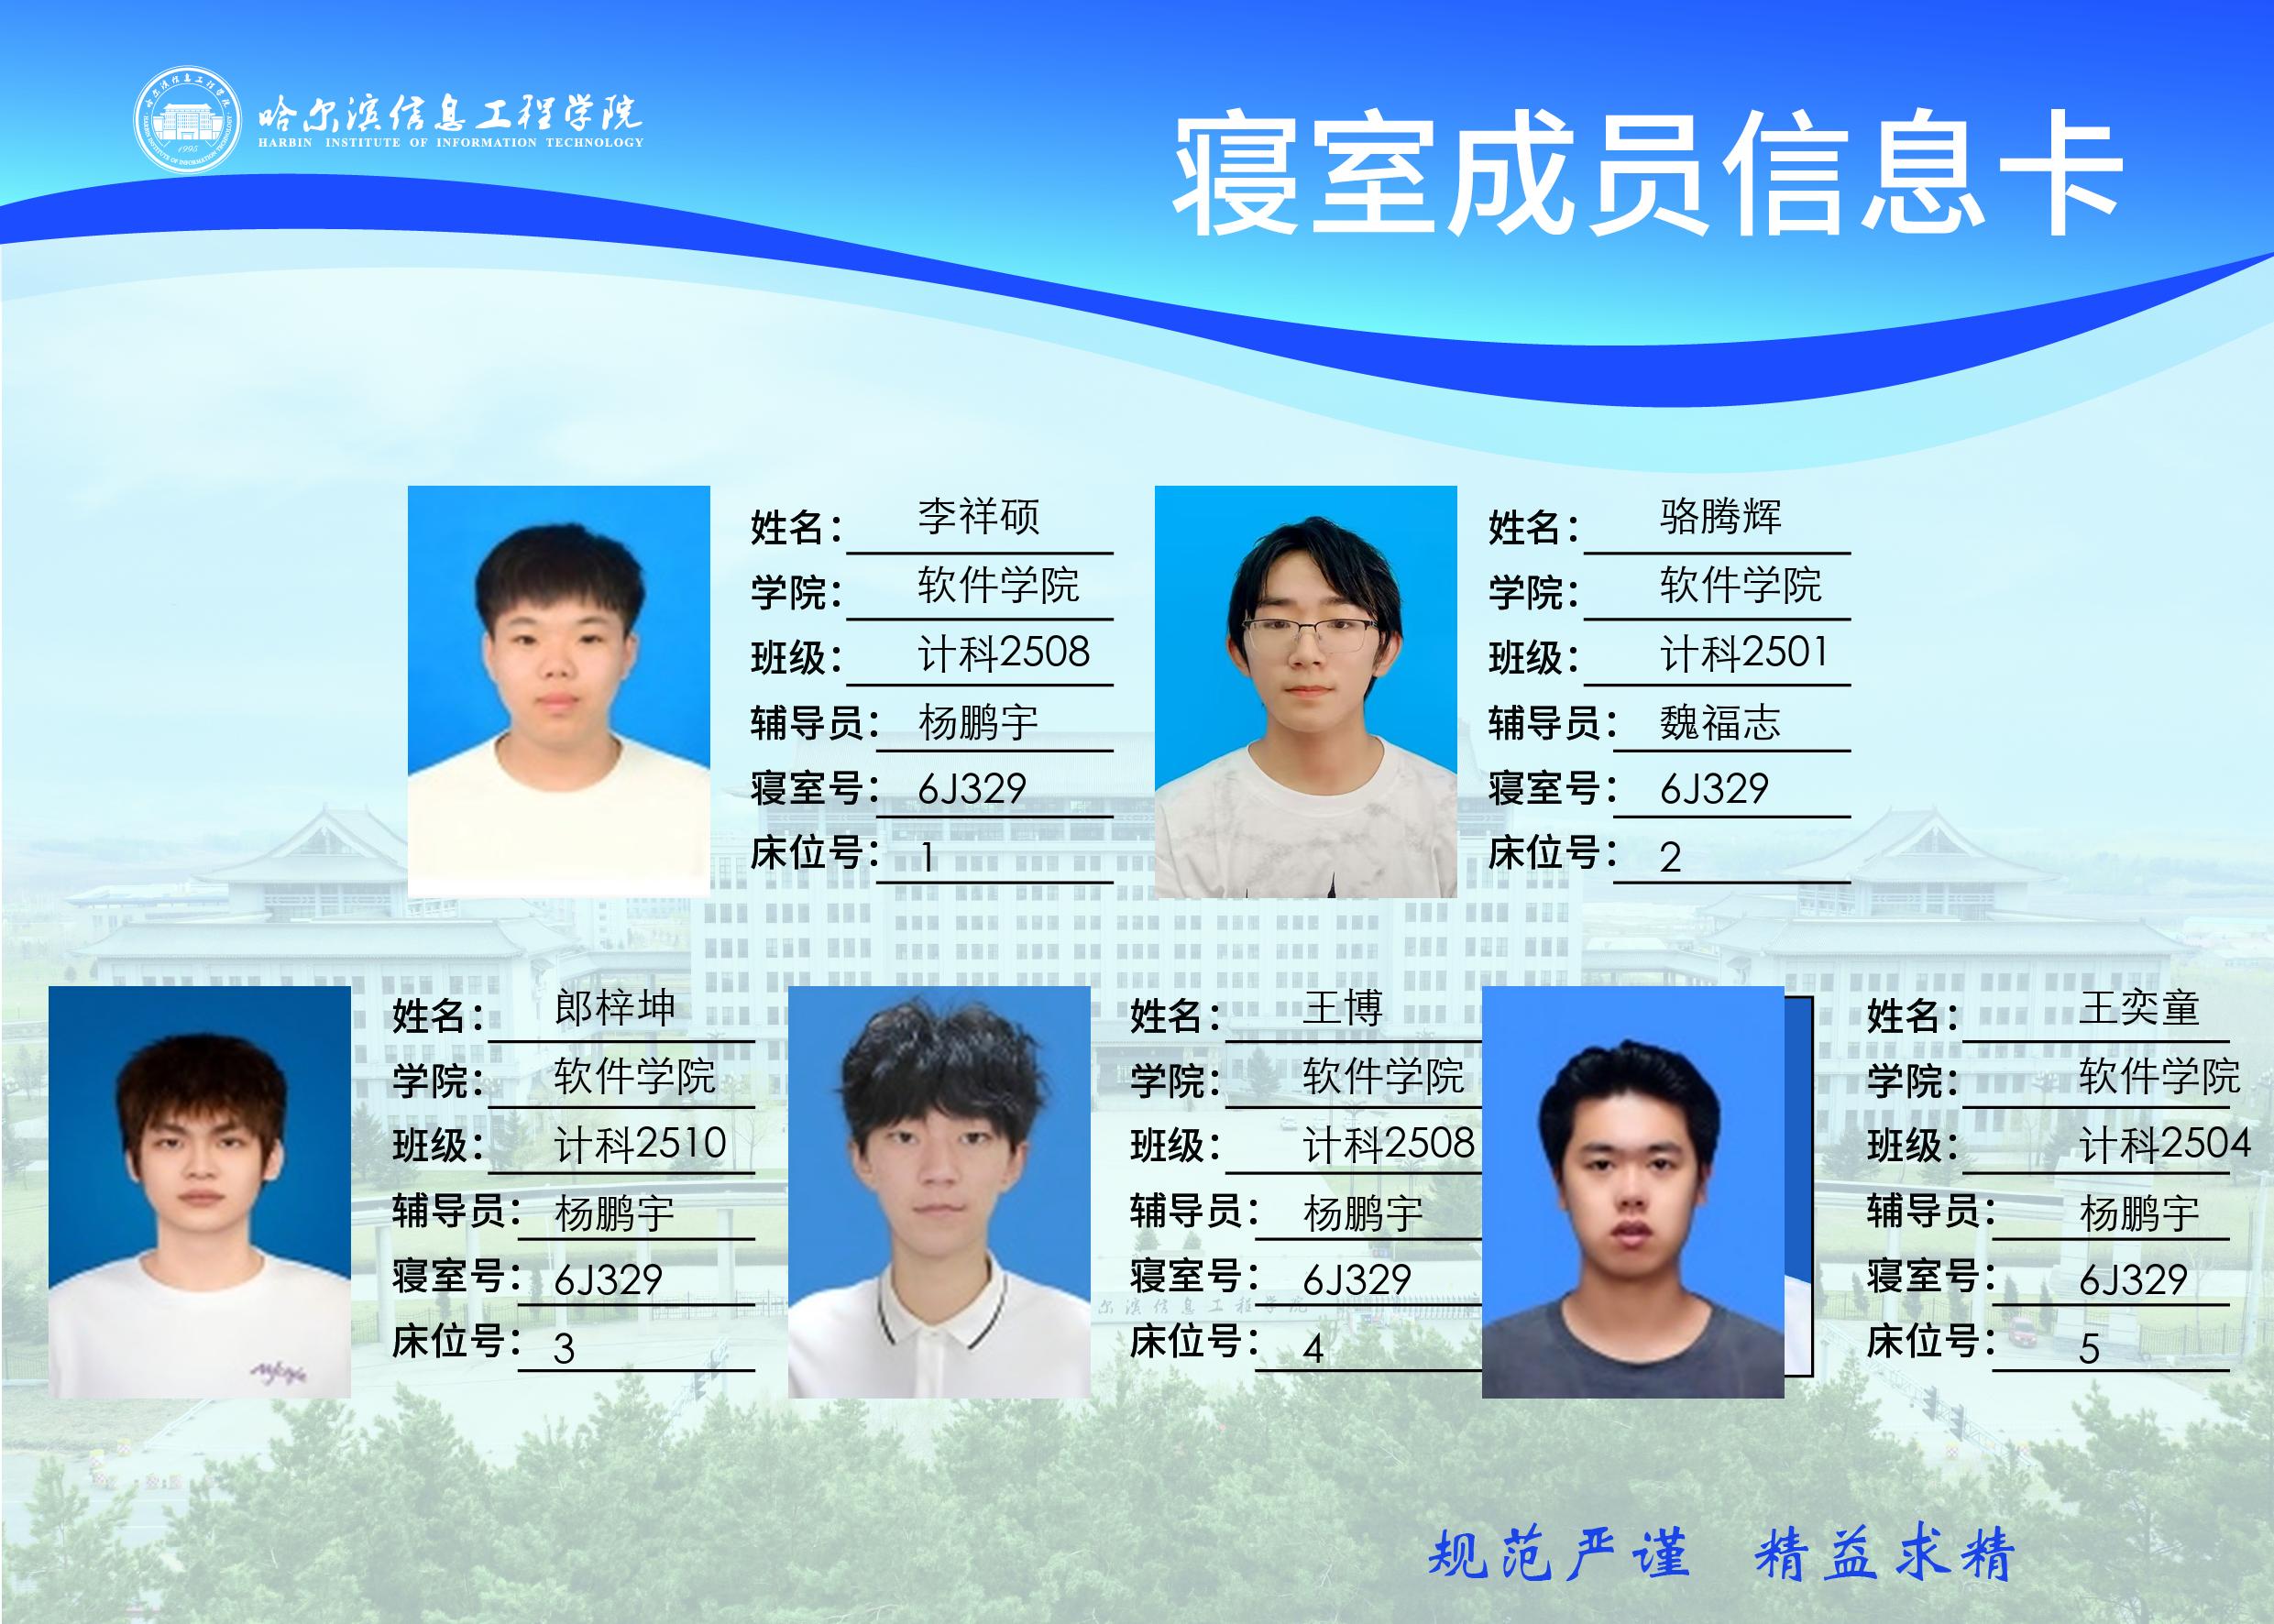 哈尔滨信息工程学院
HARBIN INSTITUTE OF INFORMATION TECHNOLOGY
1995
寝室成员信息卡
姓名： 李祥硕
学院： 软件学院
班级： 计科2508
辅导员： 杨鹏宇
寝室号： 6J329
床位号： 1
姓名： 骆腾辉
学院： 软件学院
班级： 计科2501
辅导员： 魏福志
寝室号： 6J329
床位号： 2
姓名： 郎梓坤
学院： 软件学院
班级： 计科2510
辅导员： 杨鹏宇
寝室号： 6J329
床位号： 3
姓名： 王博
学院： 软件学院
班级： 计科2508
辅导员： 杨鹏宇
寝室号： 6J329
床位号： 4
姓名： 王奕童
学院： 软件学院
班级： 计科2504
辅导员： 杨鹏宇
寝室号： 6J329
床位号： 5
尔滨信息工程学院
规范严谨 精益求精